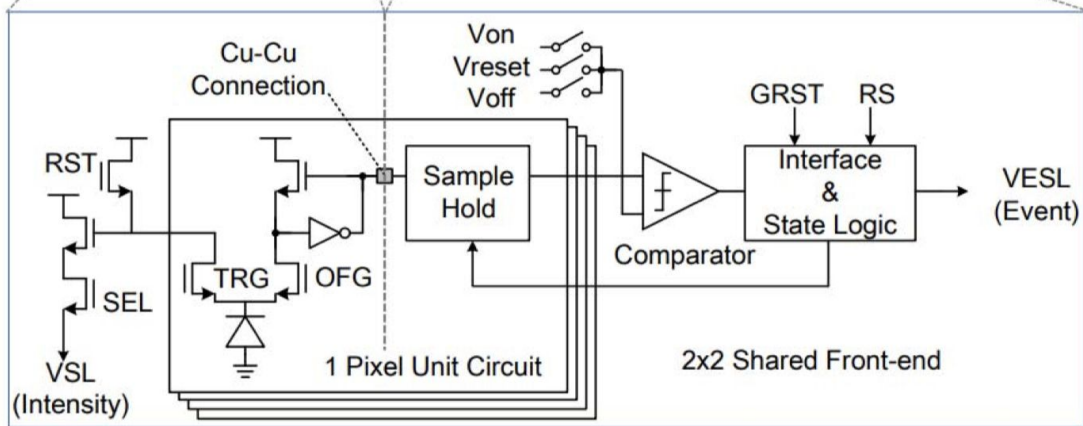 Von
Vreset
Voff
Cu-Cu
Connection
GRST
RS
RST
Sample
Hold
Interface
&
State Logic
VESL
(Event)
Comparator
TRG
OFG
SEL
VSL
(Intensity)
1 Pixel Unit Circuit
2x2 Shared Front-end